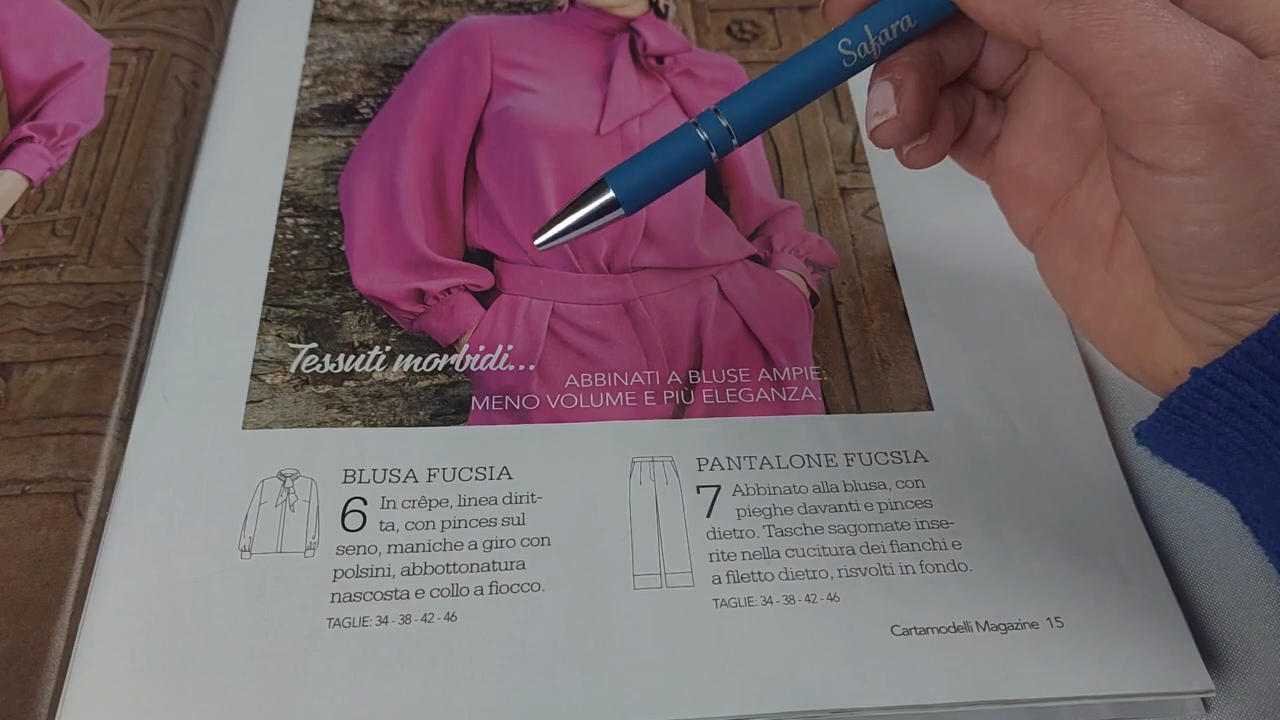 Safara
Tessuti morbidi...
ABBINATI A BLUSE AMPIE:
MENO VOLUME E PIÙ ELEGANZA.
BLUSA FUCSIA
6 In crêpe, linea dirit-
ta, con pinces sul
seno, maniche a giro con
polsini, abbottonatura
nascosta e collo a fiocco.
TAGLIE: 34 - 38 - 42 - 46
PANTALONE FUCSIA
7 Abbinato alla blusa, con
pieghe davanti e pinces
dietro. Tasche sagomate inse-
rite nella cucitura dei fianchi e
a filetto dietro, risvolti in fondo.
TAGLIE: 34 - 38 - 42 - 46
Cartamodelli Magazine 15